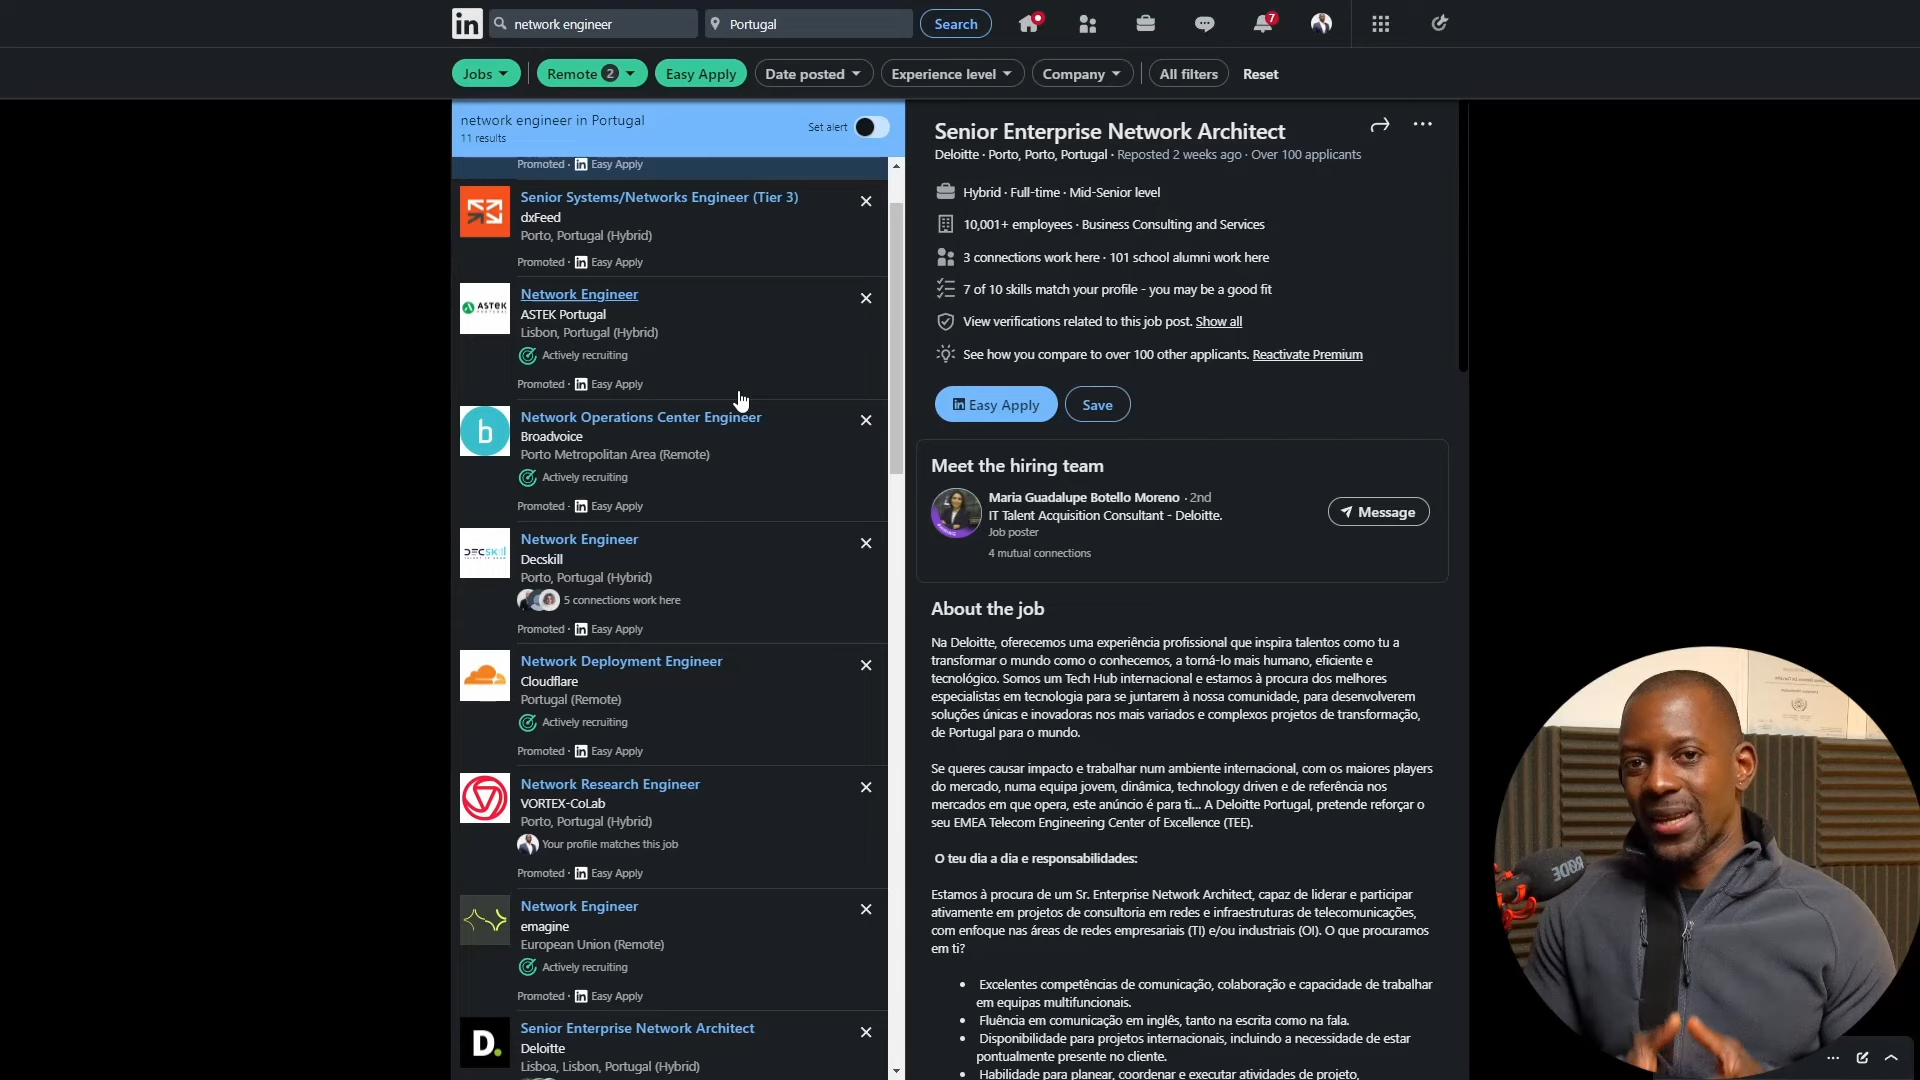 in
network engineer
Portugal
Search
7
Jobs
Remote 2
Easy Apply
Date posted
Experience level
Company
All filters
Reset
network engineer in Portugal
11 results
Set alert
Promoted · in Easy Apply
Senior Systems/Networks Engineer (Tier 3)
dxFeed
Porto, Portugal (Hybrid)
Promoted · in Easy Apply
ASTEK
PORTUGAL
Network Engineer
ASTEK Portugal
Lisbon, Portugal (Hybrid)
Actively recruiting
Promoted · in Easy Apply
b
Network Operations Center Engineer
Broadvoice
Porto Metropolitan Area (Remote)
Actively recruiting
Promoted · in Easy Apply
DECSKILL
Network Engineer
Decskill
Porto, Portugal (Hybrid)
5 connections work here
Promoted · in Easy Apply
Network Deployment Engineer
Cloudflare
Portugal (Remote)
Actively recruiting
Promoted · in Easy Apply
Network Research Engineer
VORTEX-CoLab
Porto, Portugal (Hybrid)
Your profile matches this job
Promoted · in Easy Apply
Network Engineer
emagine
European Union (Remote)
Actively recruiting
Promoted · in Easy Apply
D.
Senior Enterprise Network Architect
Deloitte
Lisboa, Lisbon, Portugal (Hybrid)
Senior Enterprise Network Architect
Deloitte · Porto, Porto, Portugal · Reposted 2 weeks ago · Over 100 applicants
Hybrid · Full-time · Mid-Senior level
10,001+ employees · Business Consulting and Services
3 connections work here · 101 school alumni work here
7 of 10 skills match your profile - you may be a good fit
View verifications related to this job post. Show all
See how you compare to over 100 other applicants. Reactivate Premium
in Easy Apply
Save
Meet the hiring team
Maria Guadalupe Botello Moreno · 2nd
IT Talent Acquisition Consultant - Deloitte.
Job poster
4 mutual connections
Message
About the job
Na Deloitte, oferecemos uma experiência profissional que inspira talentos como tu a
transformar o mundo como o conhecemos, a torná-lo mais humano, eficiente e
tecnológico. Somos um Tech Hub internacional e estamos à procura dos melhores
especialistas em tecnologia para se juntarem à nossa comunidade, para desenvolverem
soluções únicas e inovadoras nos mais variados e complexos projetos de transformação,
de Portugal para o mundo.
Se queres causar impacto e trabalhar num ambiente internacional, com os maiores players
do mercado, numa equipa jovem, dinâmica, technology driven e de referência nos
mercados em que opera, este anúncio é para ti... A Deloitte Portugal, pretende reforçar o
seu EMEA Telecom Engineering Center of Excellence (TEE).
O teu dia a dia e responsabilidades:
Estamos à procura de um Sr. Enterprise Network Architect, capaz de liderar e participar
ativamente em projetos de consultoria em redes e infraestruturas de telecomunicações,
com enfoque nas áreas de redes empresariais (TI) e/ou industriais (OI). O que procuramos
em ti?
• Excelentes competências de comunicação, colaboração e capacidade de trabalhar
em equipas multifuncionais.
• Fluência em comunicação em inglês, tanto na escrita como na fala.
• Disponibilidade para projetos internacionais, incluindo a necessidade de estar
pontualmente presente no cliente.
• Habilidade para planear, coordenar e executar atividades de projeto,
RØDE